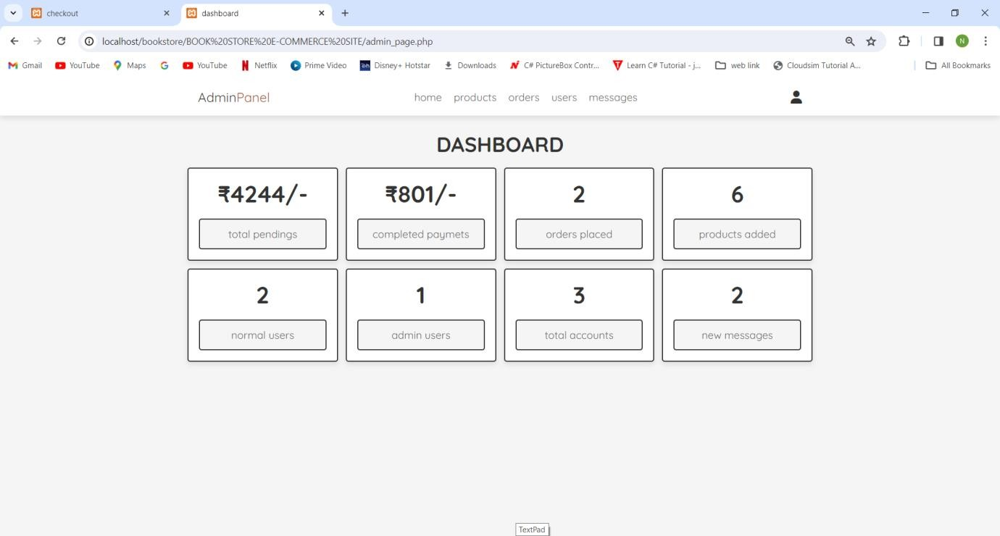 checkout
dashboard
localhost/bookstore/BOOK%20STORE%20E-COMMERCE%20SITE/admin_page.php
N
Gmail YouTube Maps YouTube Netflix Prime Video Disney+ Hotstar Downloads C# PictureBox Contr... Learn C# Tutorial - j... web link Cloudsim Tutorial A... All Bookmarks
AdminPanel home products orders users messages
DASHBOARD
₹4244/- ₹801/- 2 6
total pendings completed paymets orders placed products added
2 1 3 2
normal users admin users total accounts new messages
TextPad